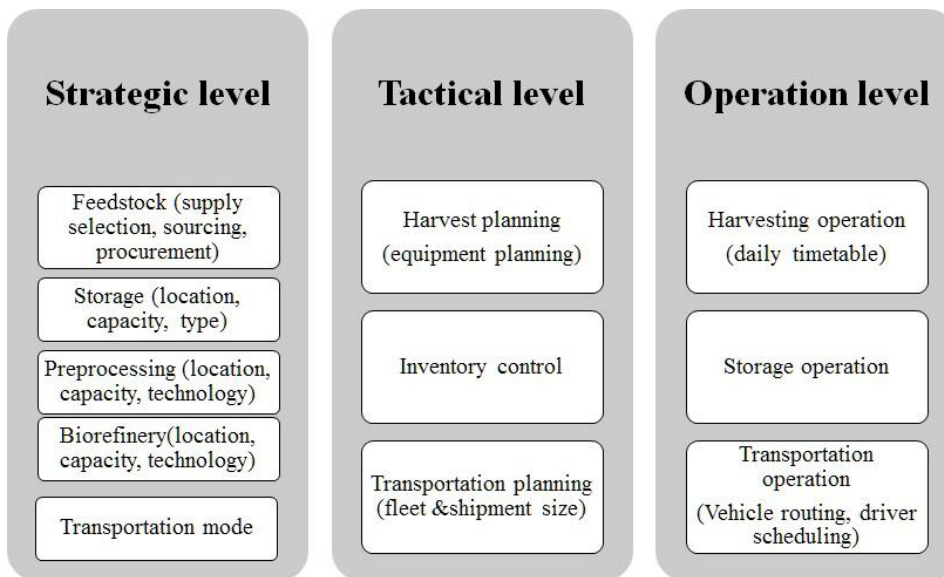 Strategic level
Feedstock (supply
selection, sourcing,
procurement)
Storage (location,
capacity, type)
Preprocessing (location,
capacity, technology)
Biorefinery(location,
capacity, technology)
Transportation mode
Tactical level
Harvest planning
(equipment planning)
Inventory control
Transportation planning
(fleet &shipment size)
Operation level
Harvesting operation
(daily timetable)
Storage operation
Transportation
operation
(Vehicle routing, driver
scheduling)